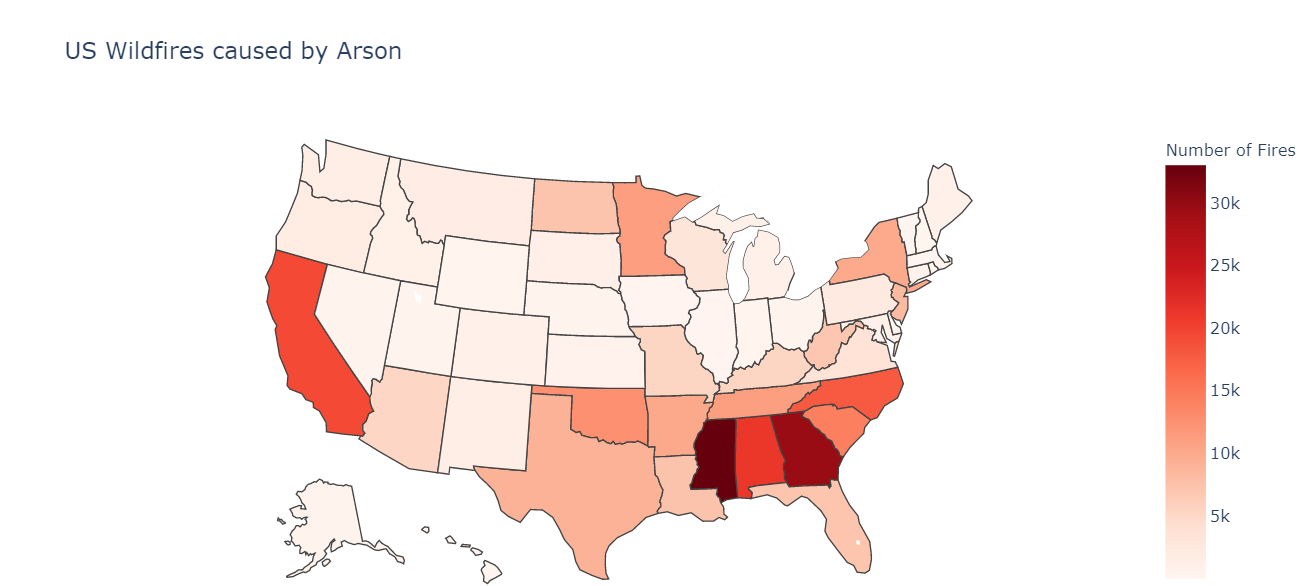 US Wildfires caused by Arson
Number of Fires
30k
25k
20k
15k
10k
5k